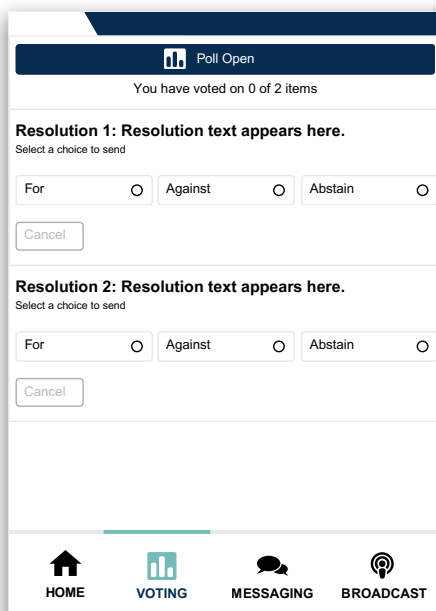 Poll Open
You have voted on 0 of 2 items
Resolution 1: Resolution text appears here.
Select a choice to send
For Against Abstain
Cancel
Resolution 2: Resolution text appears here.
Select a choice to send
For Against Abstain
Cancel
HOME VOTING MESSAGING BROADCAST